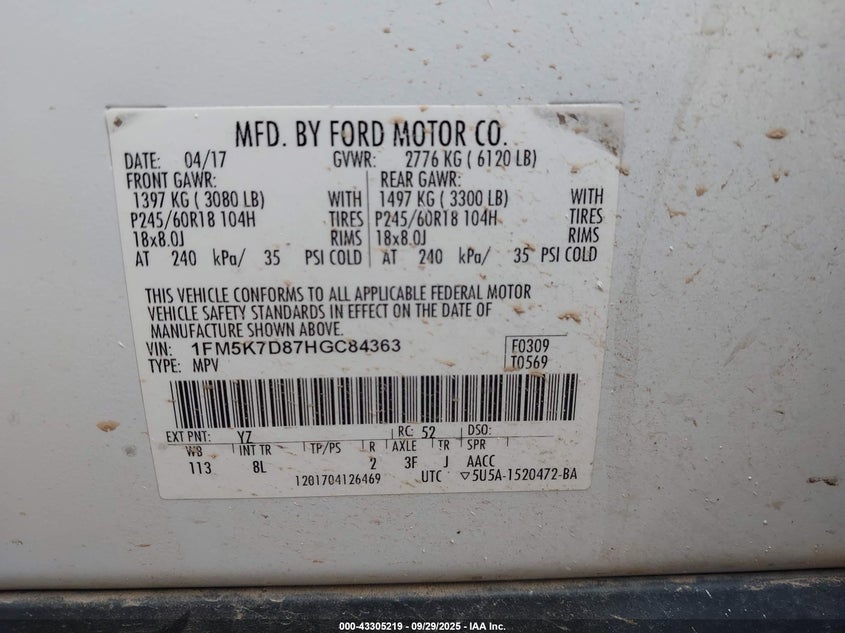 MFD. BY FORD MOTOR CO.
DATE: 04/17 GVWR: 2776 KG ( 6120 LB)
FRONT GAWR: REAR GAWR:
1397 KG ( 3080 LB) WITH 1497 KG ( 3300 LB) WITH
P245/60R18 104H TIRES P245/60R18 104H TIRES
18x8.0J RIMS 18x8.0J RIMS
AT 240 kPa/ 35 PSI COLD AT 240 kPa/ 35 PSI COLD
THIS VEHICLE CONFORMS TO ALL APPLICABLE FEDERAL MOTOR
VEHICLE SAFETY STANDARDS IN EFFECT ON THE DATE OF
MANUFACTURE SHOWN ABOVE.
VIN: 1FM5K7D87HGC84363 F0309
TYPE: MPV T0569
EXT PNT: YZ RC: 52 DSO:
WB INT TR TP/PS R AXLE TR SPR
113 8L 2 3F J AACC
1201704126469 UTC ▽5U5A-1520472-BA
000-43305219 - 09/29/2025 - IAA Inc.